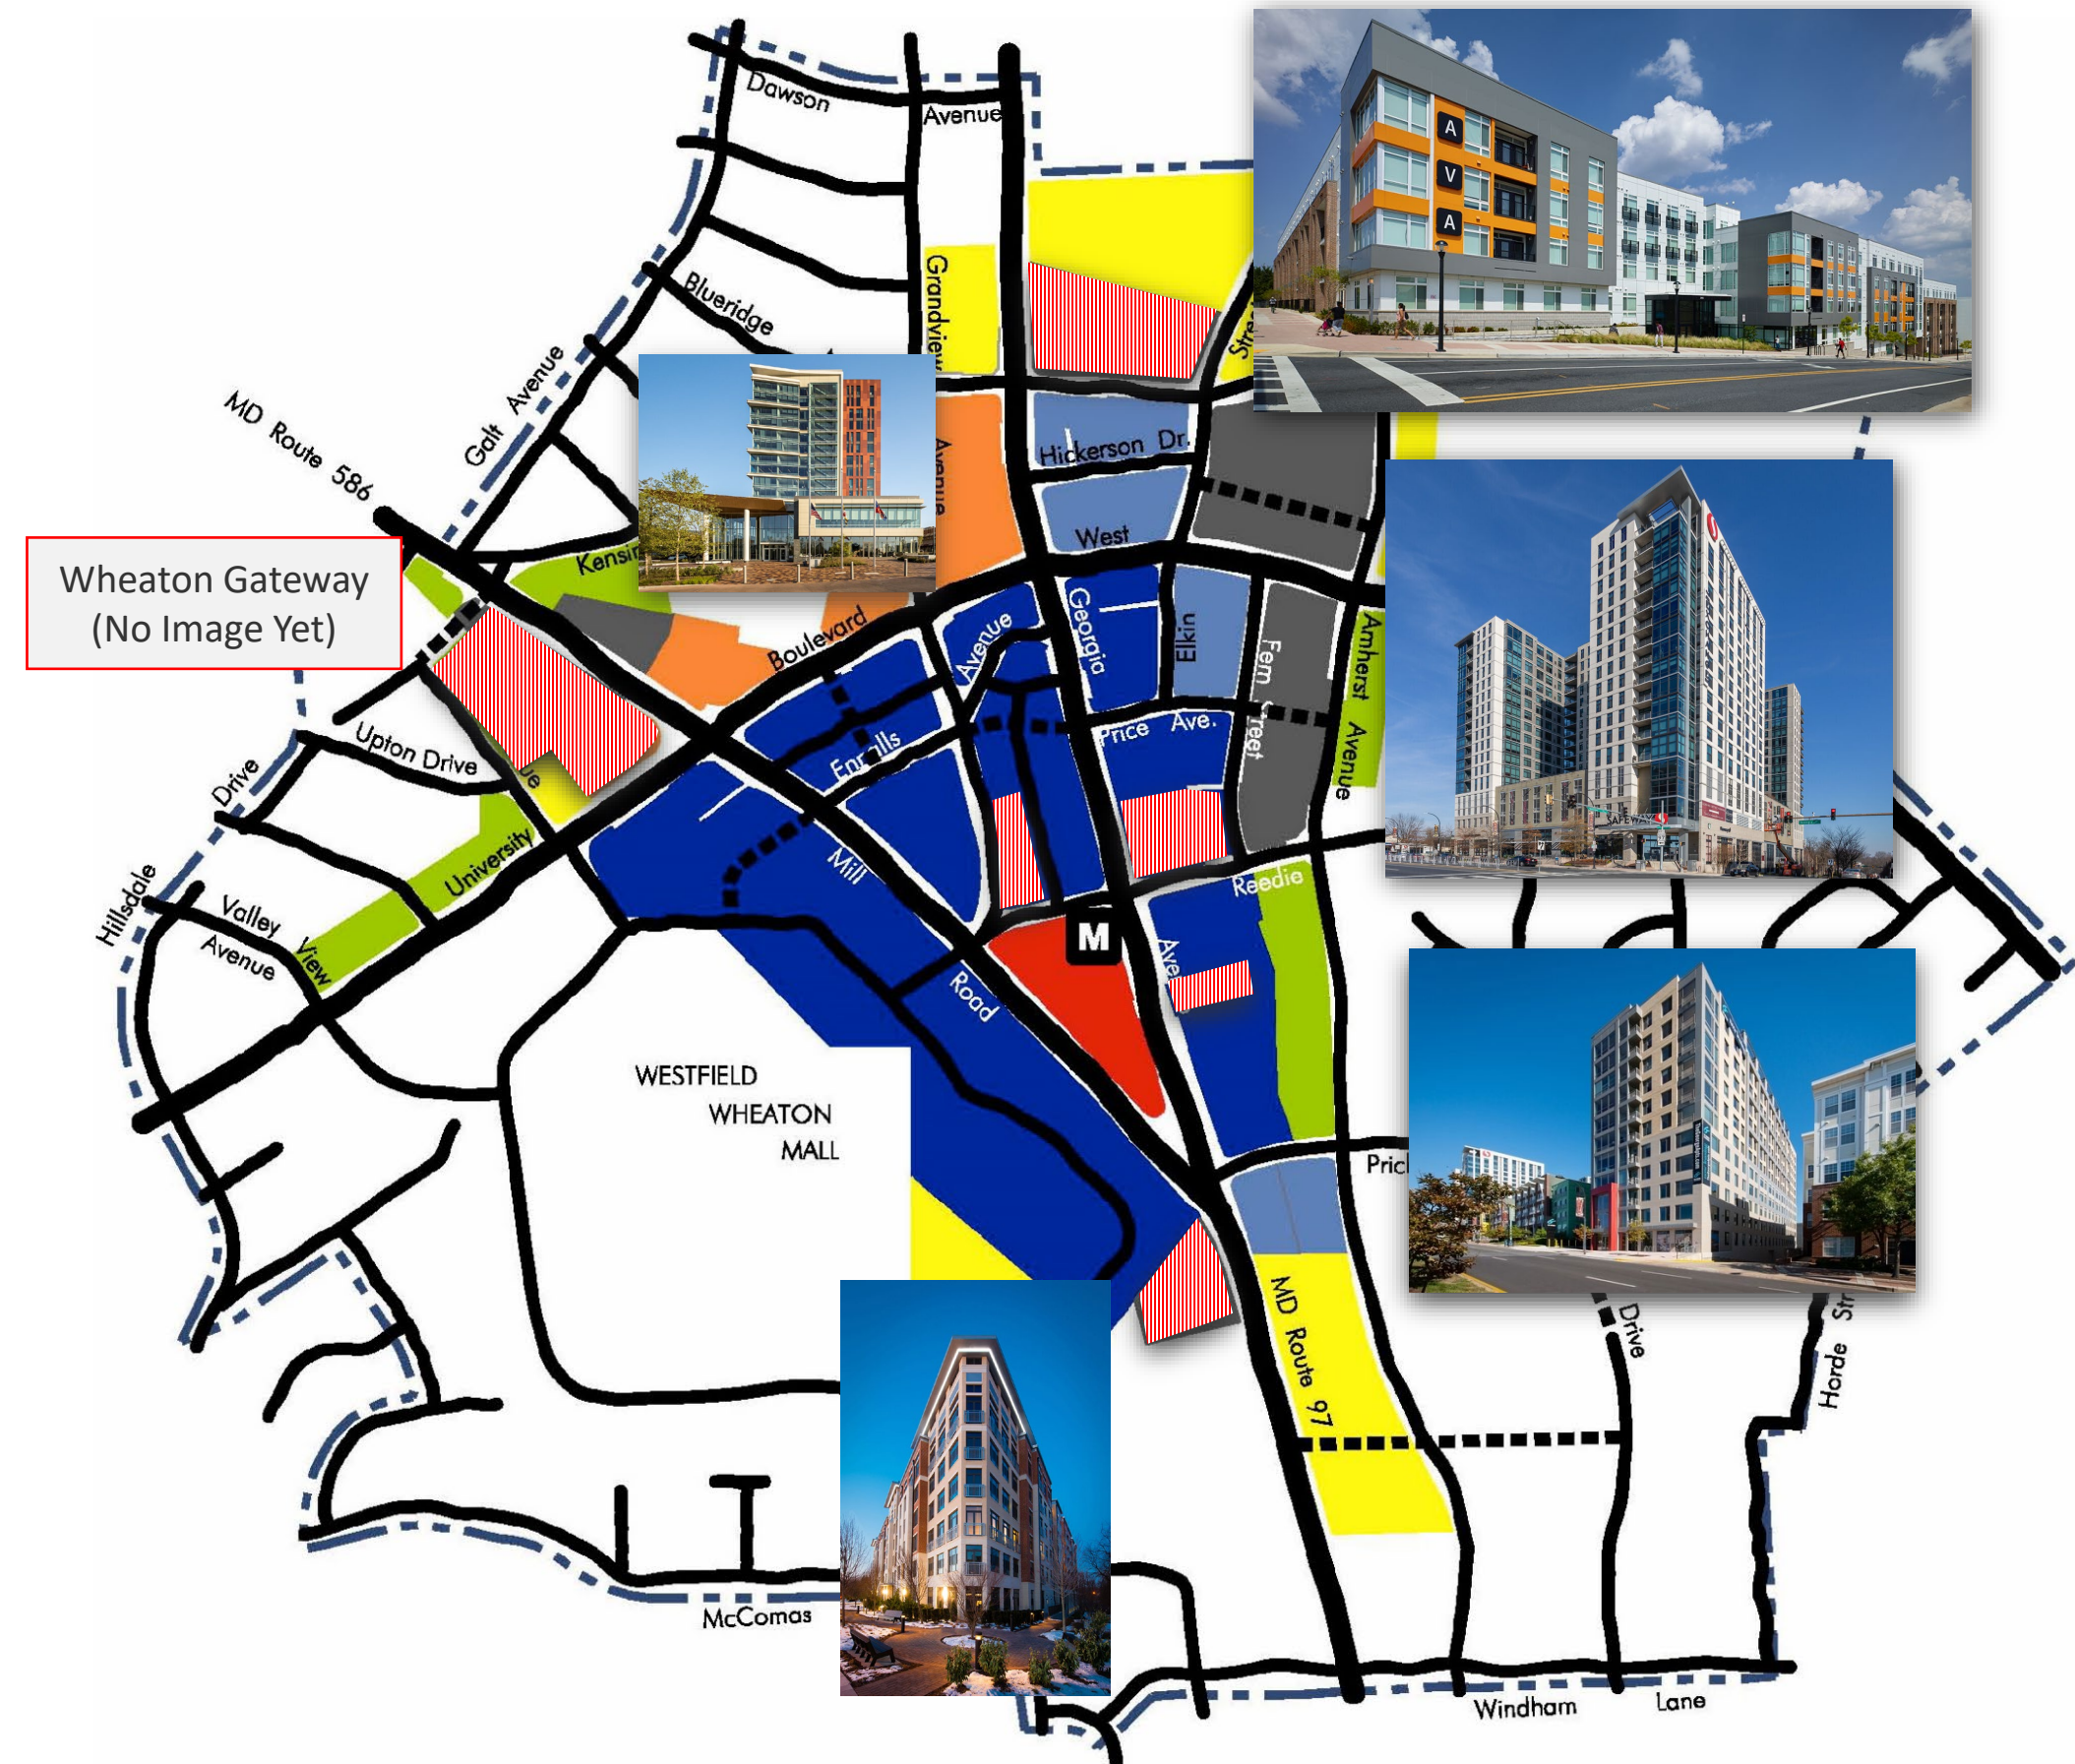 Dawson
Avenue
Grandview
Avenue
Blueridge
Galt Avenue
MD Route 586
A
V
A
Hickerson Dr.
West
Wheaton Gateway
(No Image Yet)
Boulevard
Avenue
Georgia
Elkin
Fern Street
Amherst Avenue
Price Ave.
Upton Drive
Drive
Hillsdale
Valley
Avenue
View
University
Mill
Road
Reedie
M
Ave
SAFEWAY
WESTFIELD
WHEATON
MALL
MD Route 97
Drive
Horde
McComas
Windham Lane